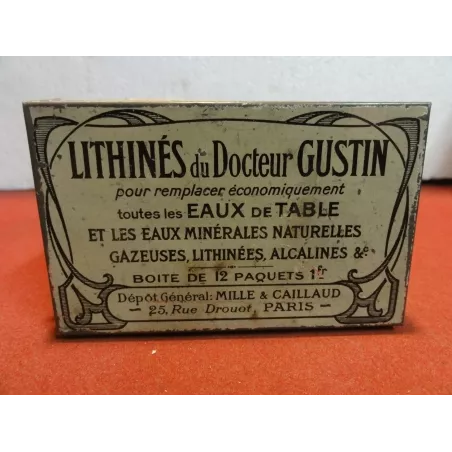 LITHINÉS du Docteur GUSTIN
pour remplacer économiquement
toutes les EAUX DE TABLE
ET LES EAUX MINÉRALES NATURELLES
GAZEUSES, LITHINÉES, ALCALINES &c
BOITE DE 12 PAQUETS 1fr
Dépôt Général: MILLE & CAILLAUD
— 25, Rue Drouot, PARIS —